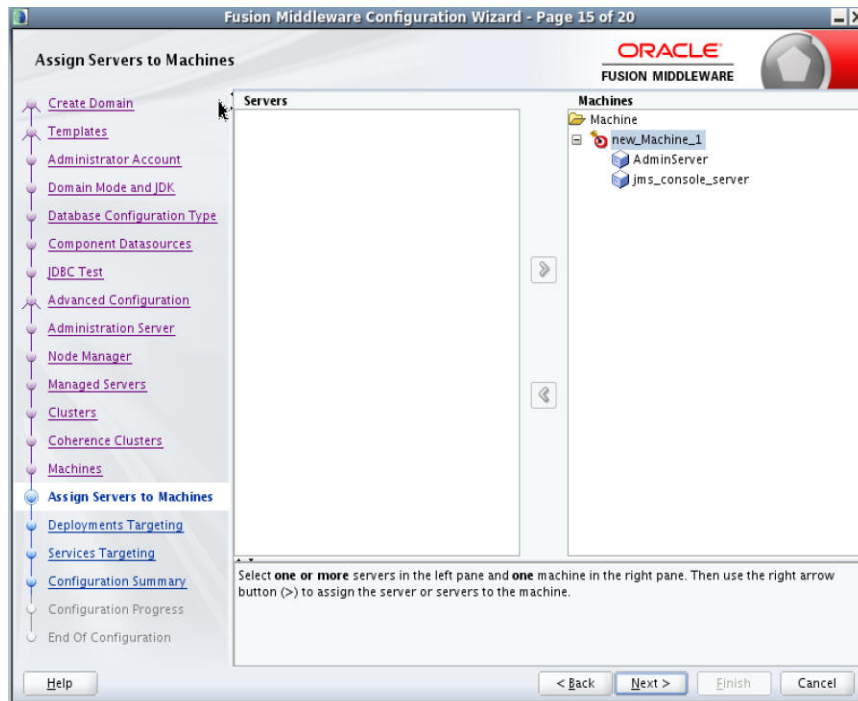 Fusion Middleware Configuration Wizard - Page 15 of 20
Assign Servers to Machines
ORACLE
FUSION MIDDLEWARE
Create Domain
Templates
Administrator Account
Domain Mode and JDK
Database Configuration Type
Component Datasources
JDBC Test
Advanced Configuration
Administration Server
Node Manager
Managed Servers
Clusters
Coherence Clusters
Machines
Assign Servers to Machines
Deployments Targeting
Services Targeting
Configuration Summary
Configuration Progress
End Of Configuration
Servers
Machines
Machine
new_Machine_1
AdminServer
jms_console_server
Select one or more servers in the left pane and one machine in the right pane. Then use the right arrow
button (>) to assign the server or servers to the machine.
Help
< Back
Next >
Finish
Cancel